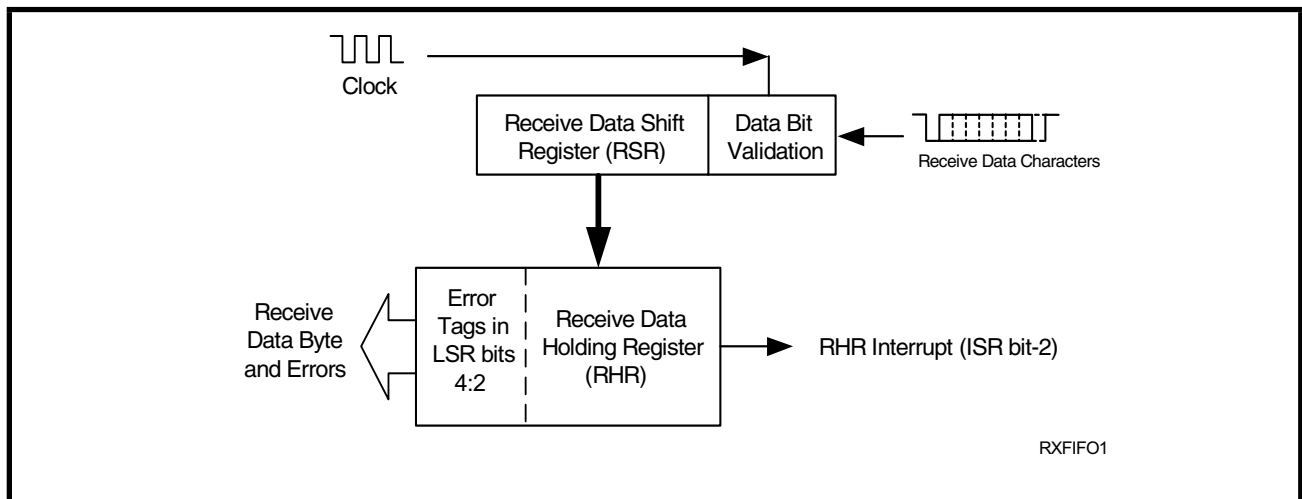 Clock
Receive Data Shift
Register (RSR)
Data Bit
Validation
Receive Data Characters
Receive
Data Byte
and Errors
Error
Tags in
LSR bits
4:2
Receive Data
Holding Register
(RHR)
RHR Interrupt (ISR bit-2)
RXFIFO1